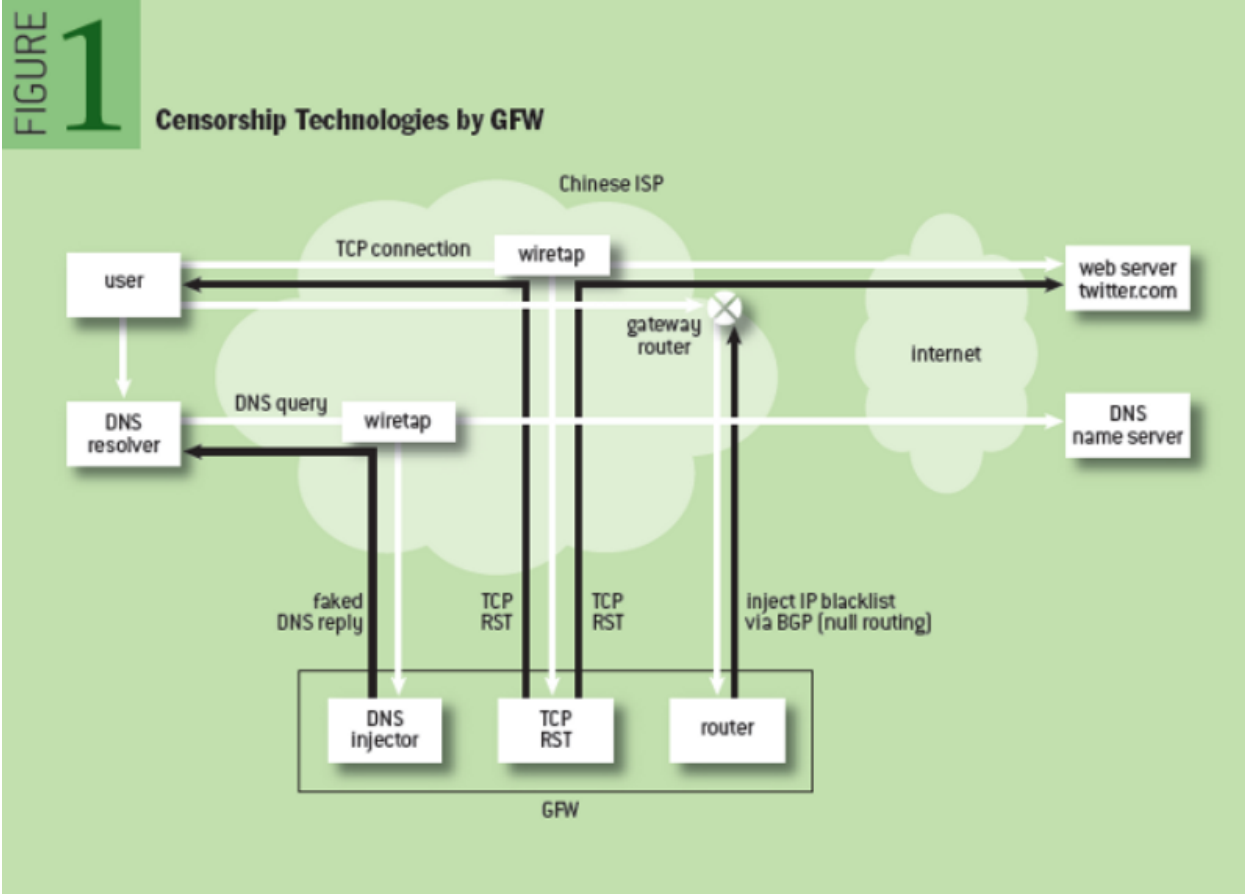 FIGURE
1
Censorship Technologies by GFW
Chinese ISP
TCP connection
wiretap
user
web server
twitter.com
gateway
router
internet
DNS query
wiretap
DNS
resolver
DNS
name server
faked
DNS reply
TCP
RST
TCP
RST
inject IP blacklist
via BGP (null routing)
DNS
injector
TCP
RST
router
GFW